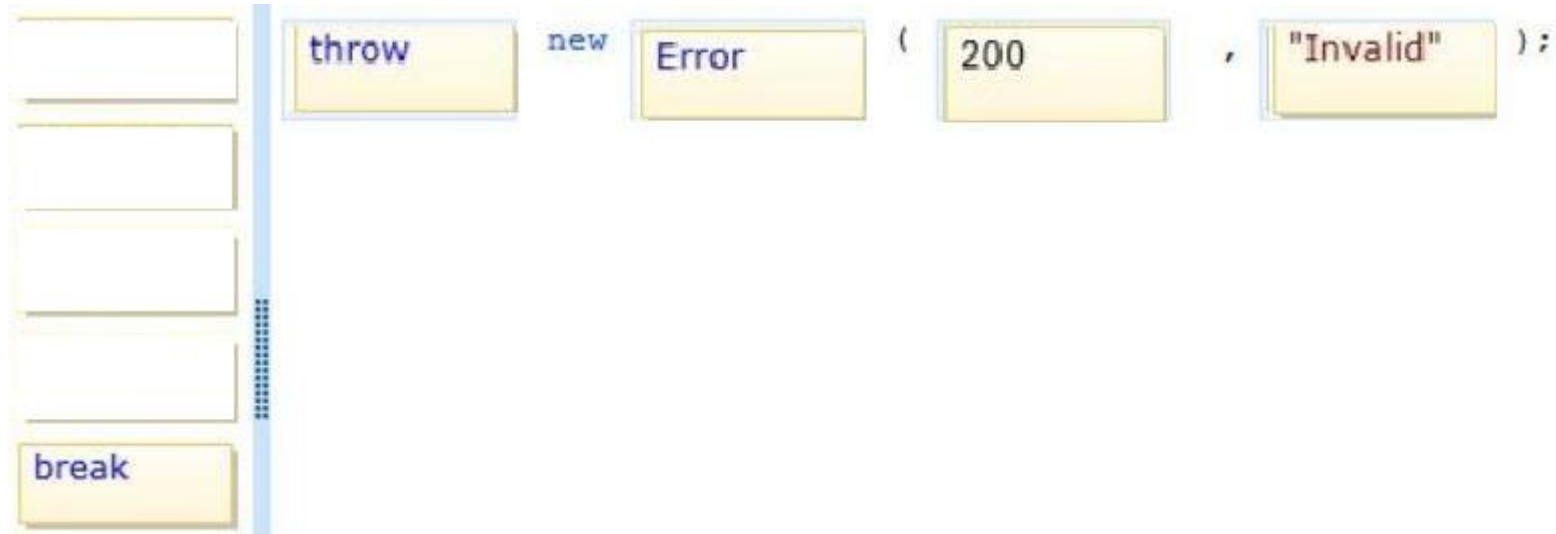 throw new Error ( 200 , "Invalid" );
break